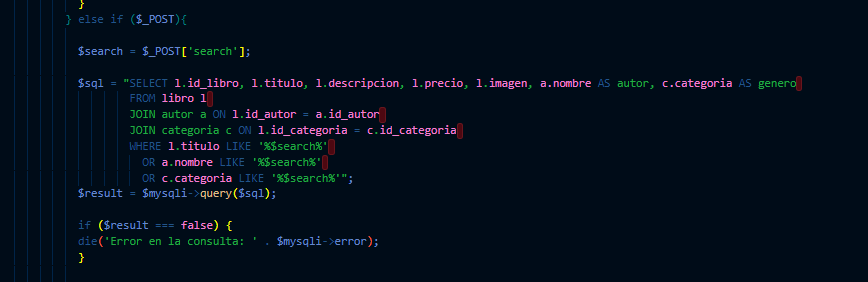 }
} else if ($_POST){
$search = $_POST['search'];
$sql = "SELECT l.id_libro, l.titulo, l.descripcion, l.precio, l.imagen, a.nombre AS autor, c.categoria AS genero
FROM libro l
JOIN autor a ON l.id_autor = a.id_autor
JOIN categoria c ON l.id_categoria = c.id_categoria
WHERE l.titulo LIKE '%$search%'
OR a.nombre LIKE '%$search%'
OR c.categoria LIKE '%$search%'";
$result = $mysqli->query($sql);
if ($result === false) {
die('Error en la consulta: ' . $mysqli->error);
}